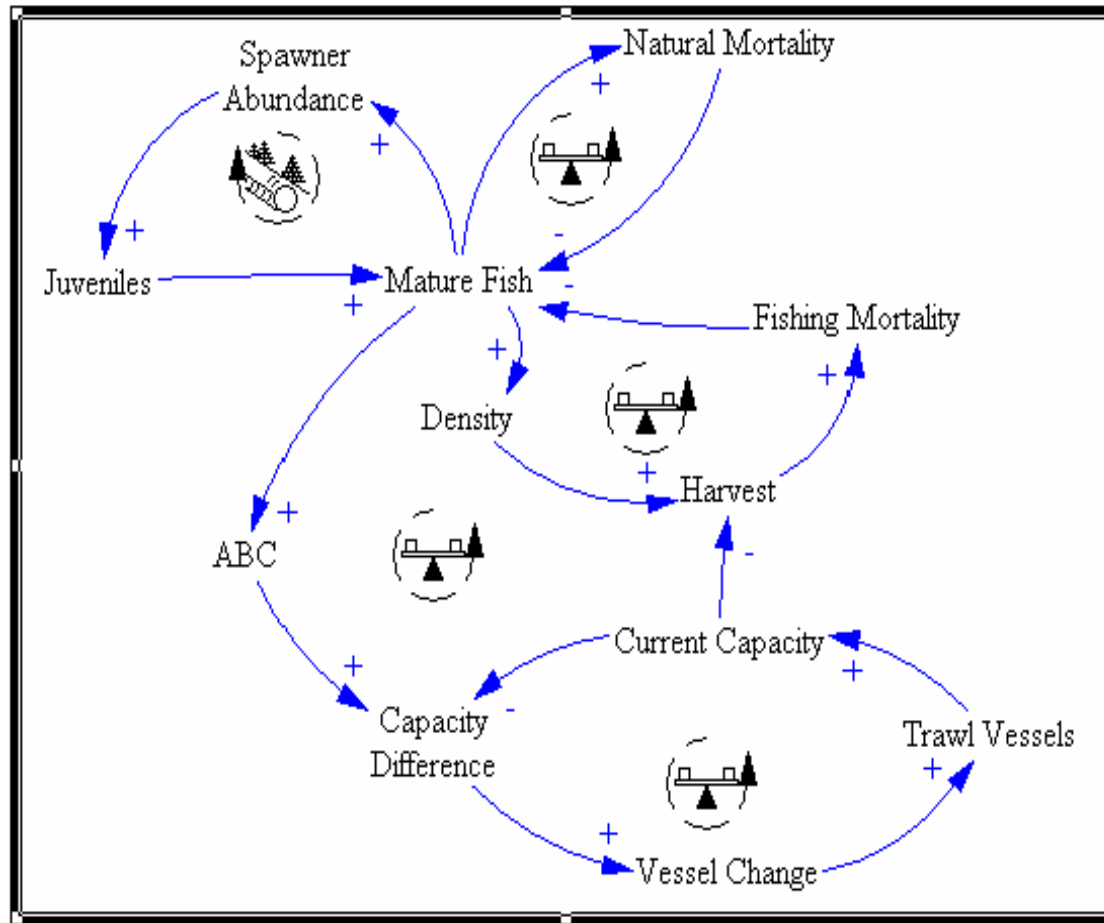 Natural Mortality
+
Spawner
Abundance
+
-
+
Juveniles
+
Mature Fish
-
Fishing Mortality
+
+
Density
+
Harvest
+
ABC
-
Current Capacity
+
+
Capacity
Difference
-
Trawl Vessels
+
+
Vessel Change